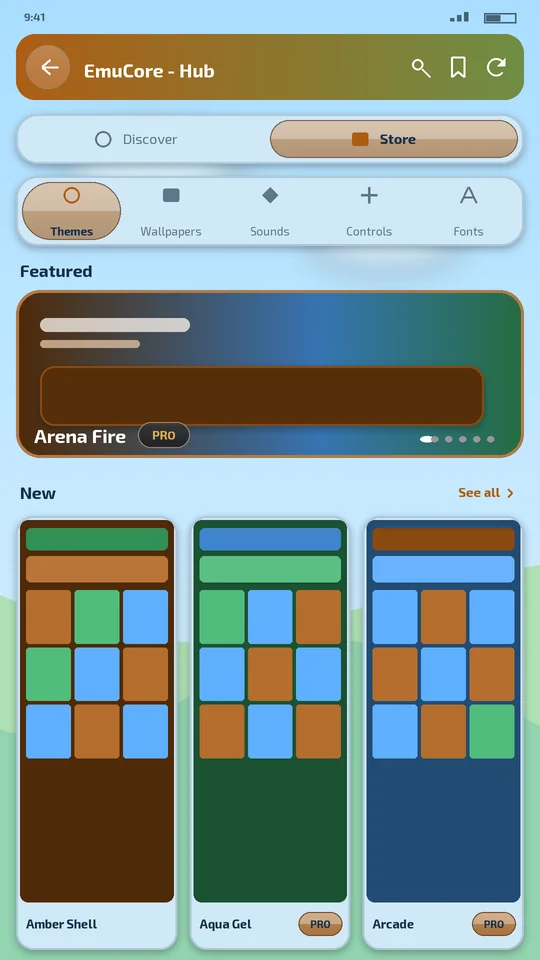 9:41
EmuCore - Hub
Discover
Store
Themes
Wallpapers
Sounds
Controls
Fonts
Featured
Arena Fire
PRO
New
See all
Amber Shell
Aqua Gel
PRO
Arcade
PRO